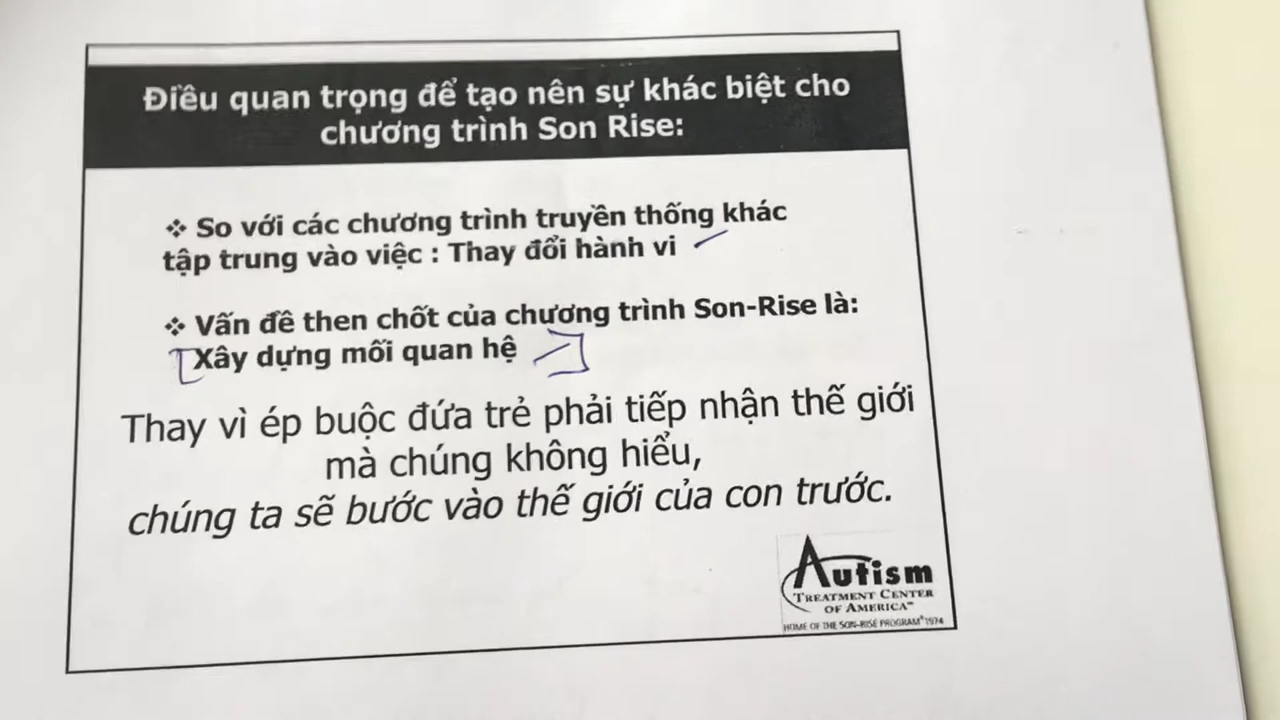 Điều quan trọng để tạo nên sự khác biệt cho
chương trình Son Rise:
❖ So với các chương trình truyền thống khác
tập trung vào việc : Thay đổi hành vi
❖ Vấn đề then chốt của chương trình Son-Rise là:
Xây dựng mối quan hệ
Thay vì ép buộc đứa trẻ phải tiếp nhận thế giới
mà chúng không hiểu,
chúng ta sẽ bước vào thế giới của con trước.
Autism
TREATMENT CENTER
OF AMERICA™
HOME OF THE SON-RISE PROGRAM® 1974